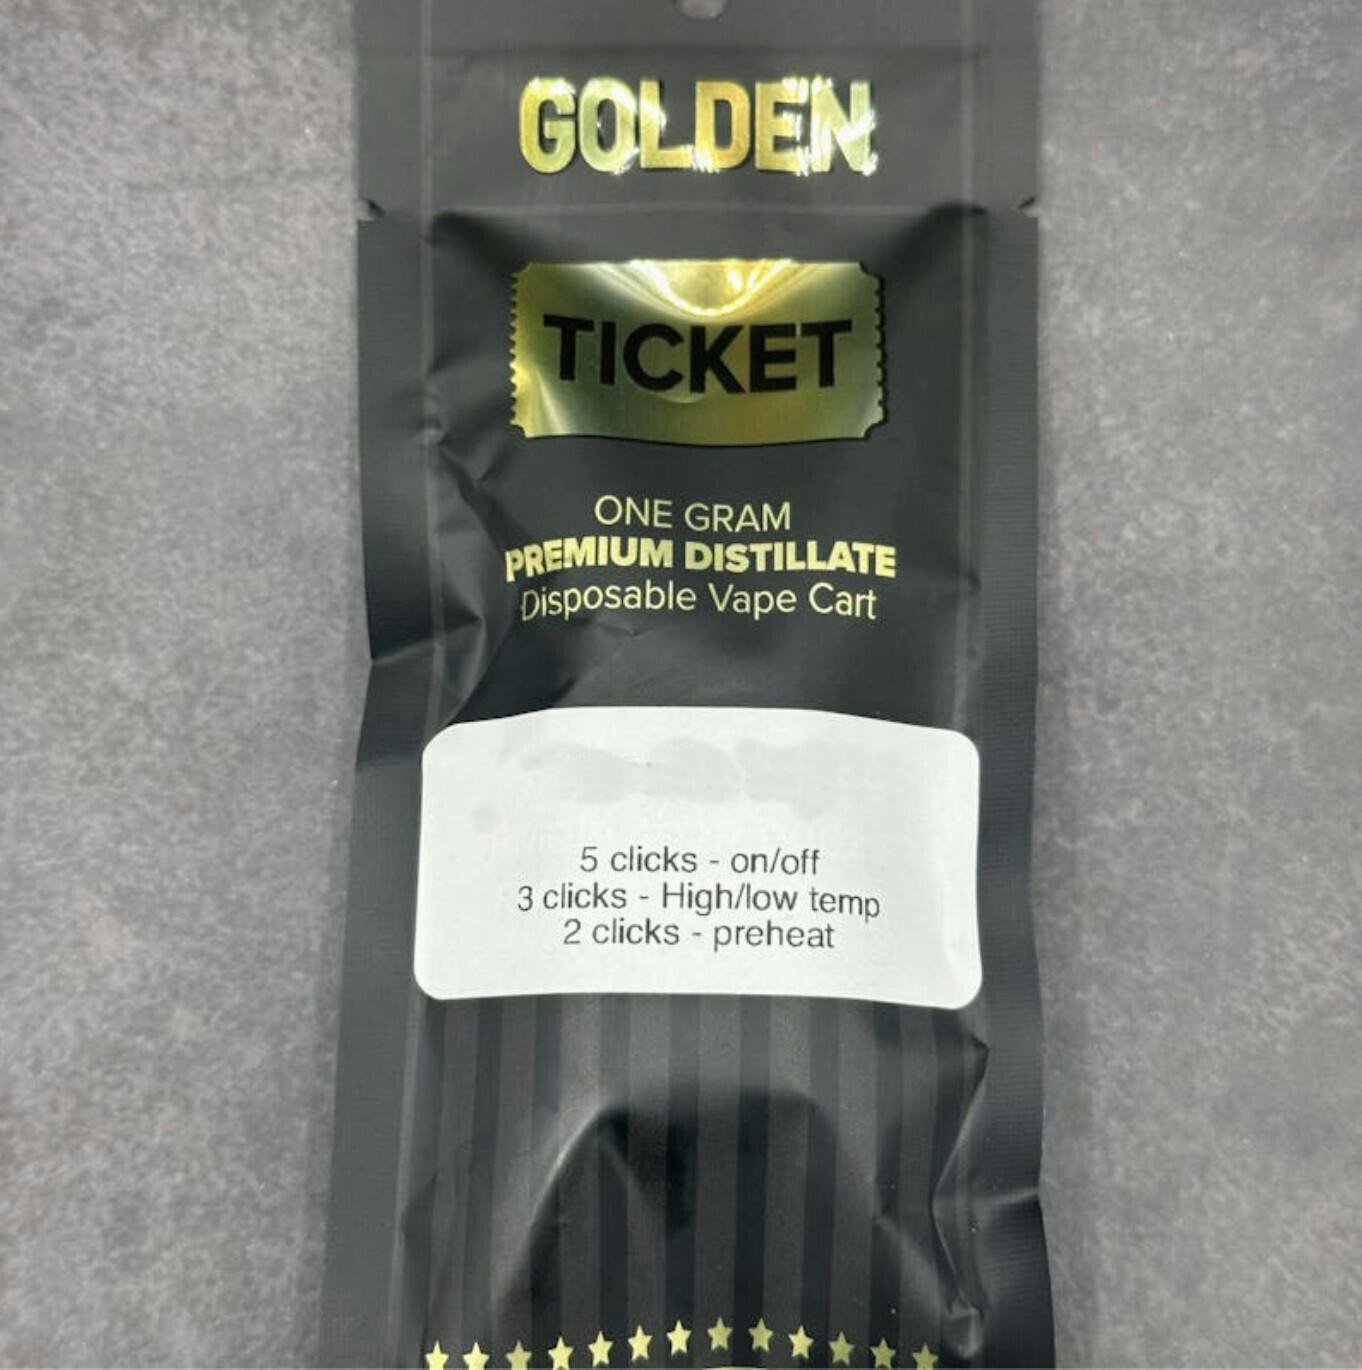 GOLDEN
TICKET
ONE GRAM
PREMIUM DISTILLATE
Disposable Vape Cart
5 clicks - on/off
3 clicks - High/low temp
2 clicks - preheat